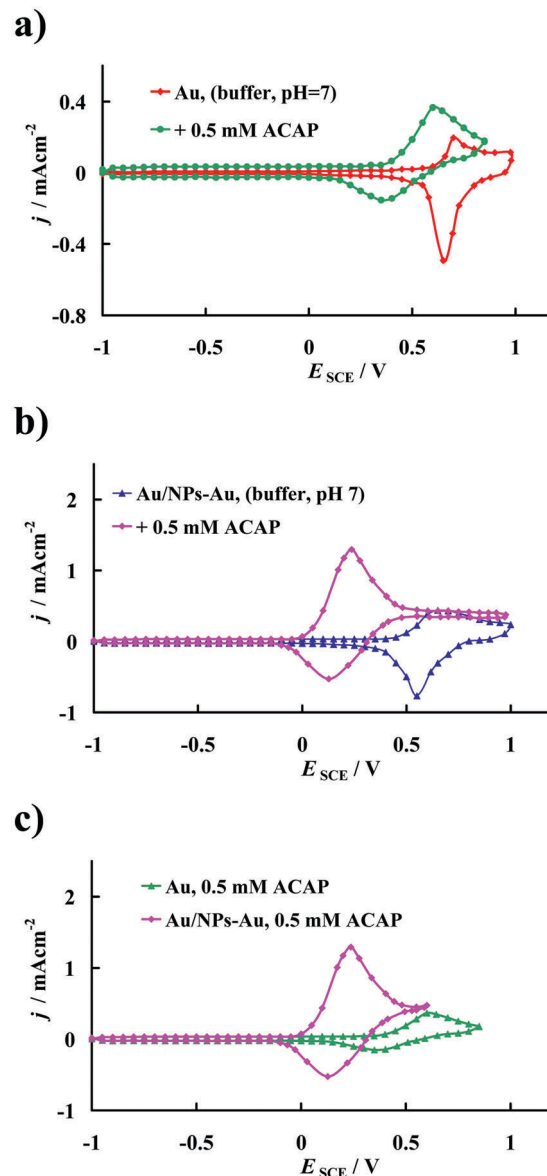 a)
Au, (buffer, pH=7)
+ 0.5 mM ACAP
0.4
0
-0.4
-0.8
j / mAcm-2
-1 -0.5 0 0.5 1
E SCE / V
b)
Au/NPs-Au, (buffer, pH 7)
+ 0.5 mM ACAP
2
1
0
-1
j / mAcm-2
-1 -0.5 0 0.5 1
E SCE / V
c)
Au, 0.5 mM ACAP
Au/NPs-Au, 0.5 mM ACAP
2
1
0
-1
j / mAcm-2
-1 -0.5 0 0.5 1
E SCE / V